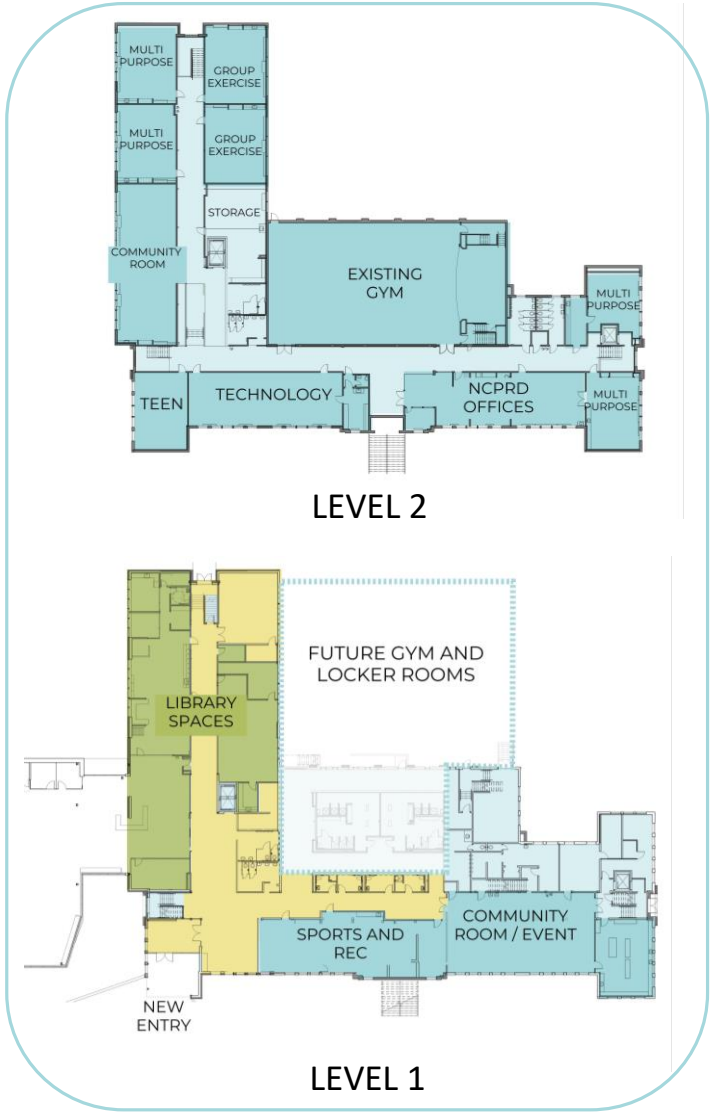 MULTI
PURPOSE
GROUP
EXERCISE
MULTI
PURPOSE
GROUP
EXERCISE
STORAGE
COMMUNITY
ROOM
EXISTING
GYM
MULTI
PURPOSE
TEEN
TECHNOLOGY
NCPRD
OFFICES
MULTI
PURPOSE
LEVEL 2
FUTURE GYM AND
LOCKER ROOMS
LIBRARY
SPACES
SPORTS AND
REC
COMMUNITY
ROOM / EVENT
NEW
ENTRY
LEVEL 1